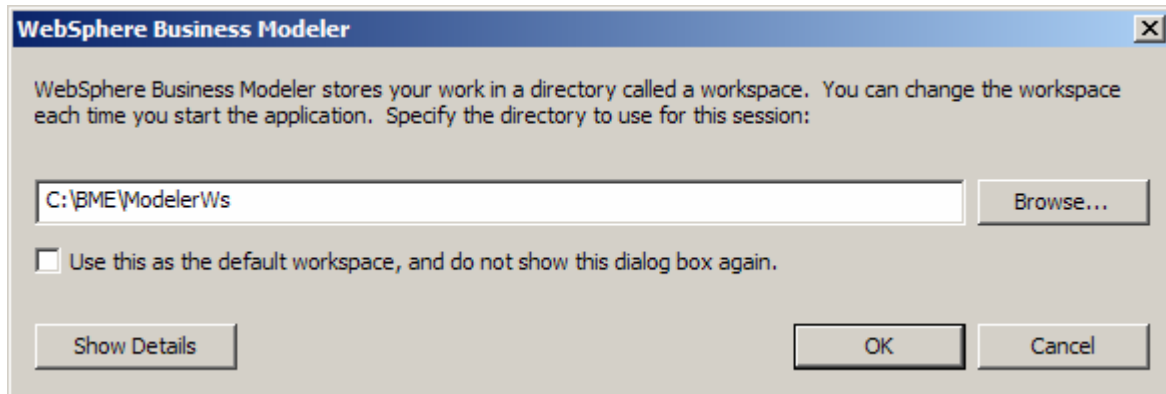 WebSphere Business Modeler
WebSphere Business Modeler stores your work in a directory called a workspace.  You can change the workspace
each time you start the application.  Specify the directory to use for this session:
C:\BME\ModelerWs
Browse...
Use this as the default workspace, and do not show this dialog box again.
Show Details
OK
Cancel